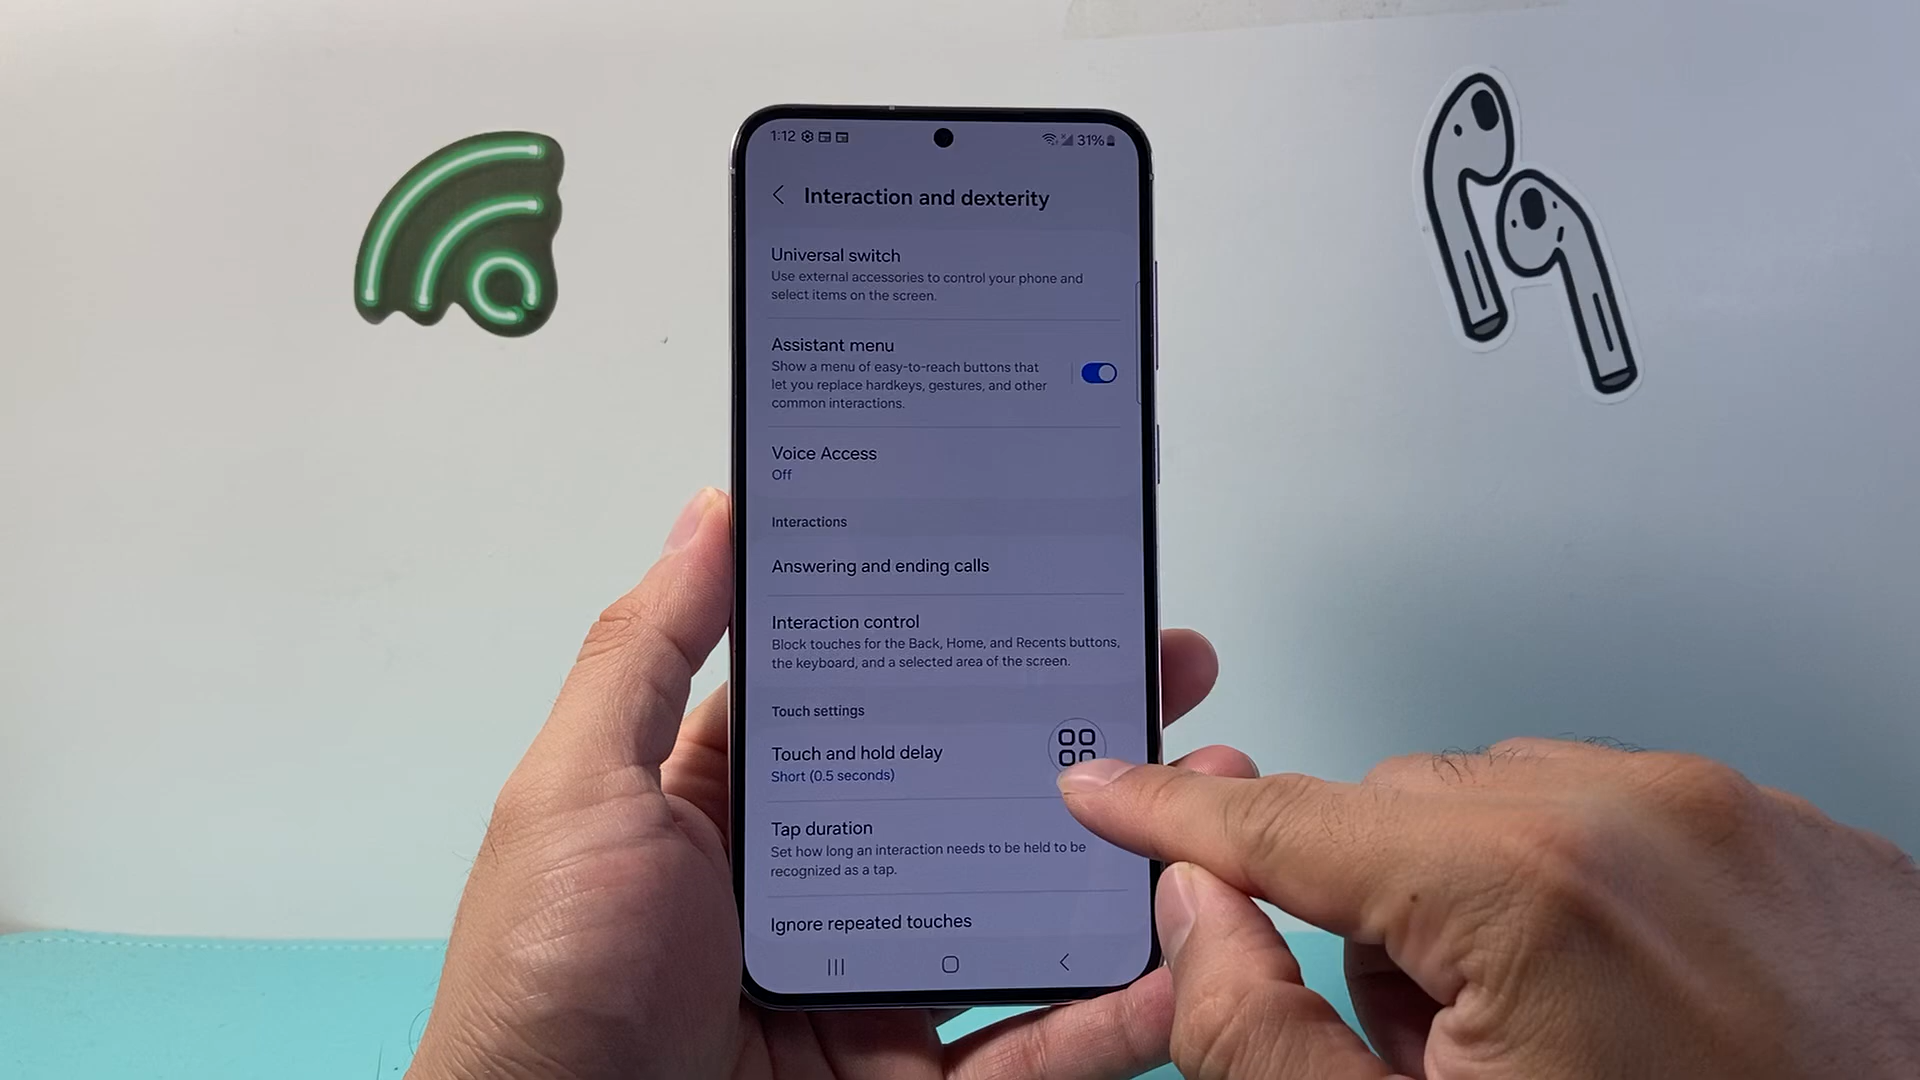 1:12
31%
Interaction and dexterity
Universal switch
Use external accessories to control your phone and
select items on the screen.
Assistant menu
Show a menu of easy-to-reach buttons that
let you replace hardkeys, gestures, and other
common interactions.
Voice Access
Off
Interactions
Answering and ending calls
Interaction control
Block touches for the Back, Home, and Recents buttons,
the keyboard, and a selected area of the screen.
Touch settings
Touch and hold delay
Short (0.5 seconds)
Tap duration
Set how long an interaction needs to be held to be
recognized as a tap.
Ignore repeated touches